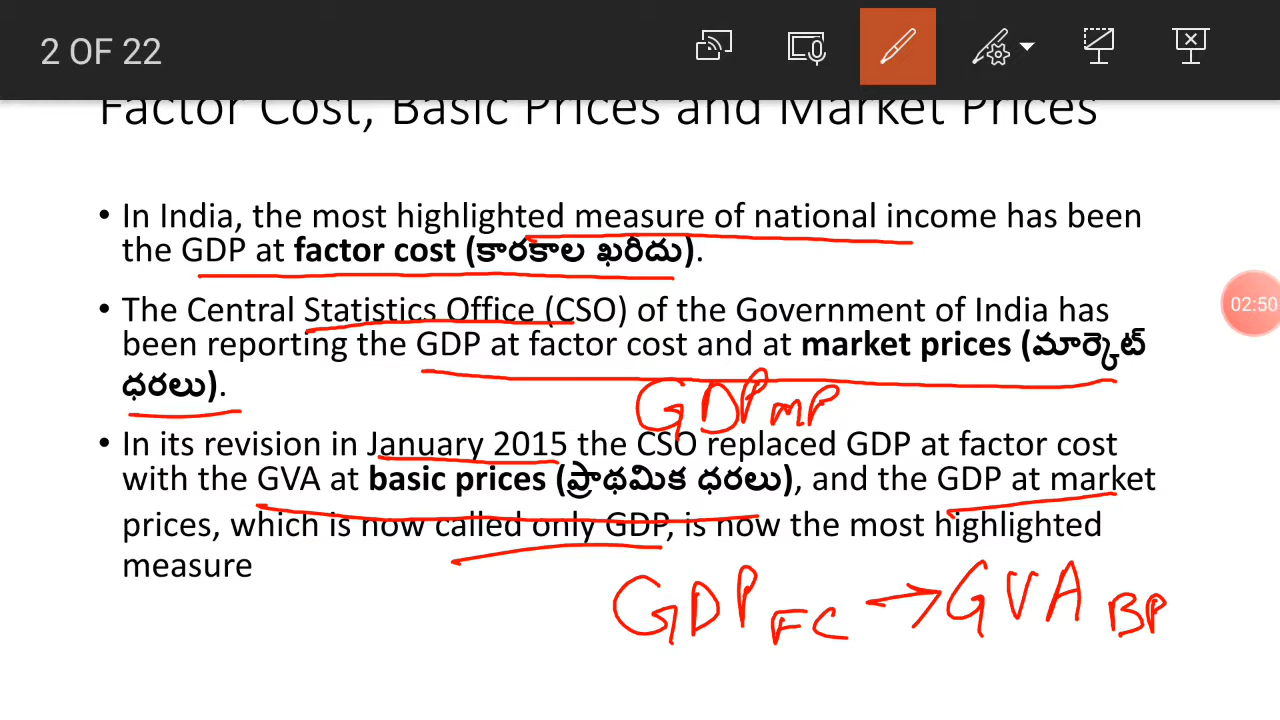 2 OF 22
Factor Cost, Basic Prices and Market Prices
• In India, the most highlighted measure of national income has been
the GDP at factor cost (కారకాల ఖరీదు).
02:50
• The Central Statistics Office (CSO) of the Government of India has
been reporting the GDP at factor cost and at market prices (మార్కెట్
ధరలు).
GDP MP
• In its revision in January 2015 the CSO replaced GDP at factor cost
with the GVA at basic prices (ప్రాథమిక ధరలు), and the GDP at market
prices, which is now called only GDP, is now the most highlighted
measure
GDP FC → GVA BP